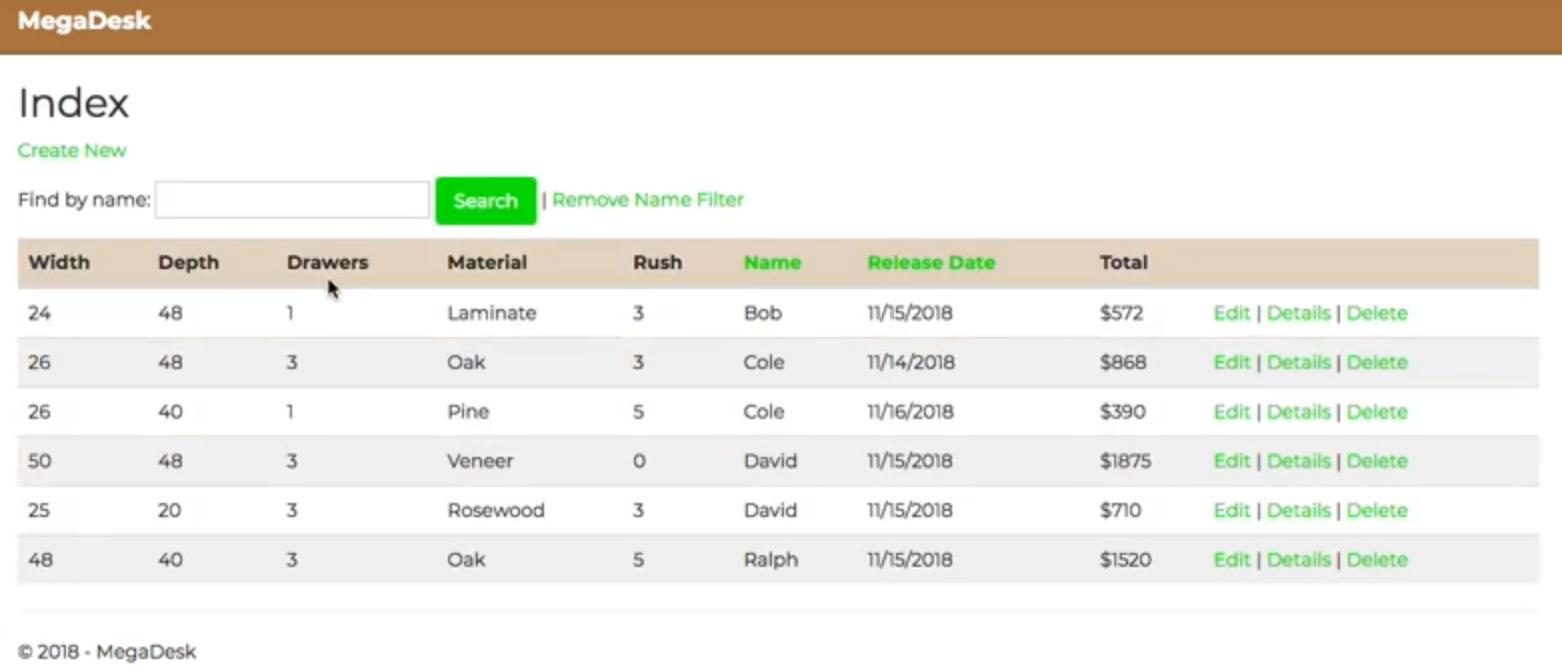 MegaDesk
Index
Create New
Find by name: Search | Remove Name Filter
Width Depth Drawers Material Rush Name Release Date Total
24 48 1 Laminate 3 Bob 11/15/2018 $572 Edit | Details | Delete
26 48 3 Oak 3 Cole 11/14/2018 $868 Edit | Details | Delete
26 40 1 Pine 5 Cole 11/16/2018 $390 Edit | Details | Delete
50 48 3 Veneer 0 David 11/15/2018 $1875 Edit | Details | Delete
25 20 3 Rosewood 3 David 11/15/2018 $710 Edit | Details | Delete
48 40 3 Oak 5 Ralph 11/15/2018 $1520 Edit | Details | Delete
© 2018 - MegaDesk